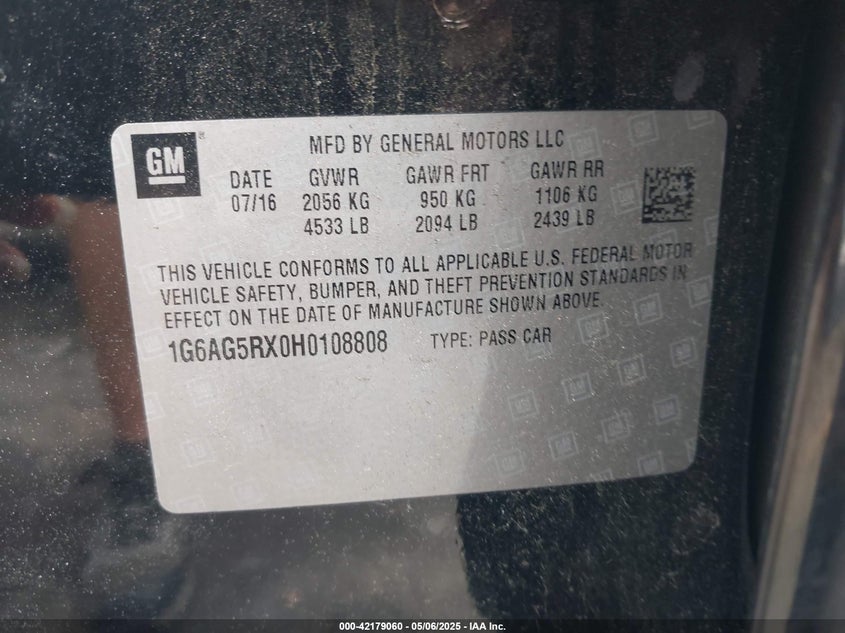 GM
MFD BY GENERAL MOTORS LLC
DATE GVWR GAWR FRT GAWR RR
07/16 2056 KG 950 KG 1106 KG
4533 LB 2094 LB 2439 LB
THIS VEHICLE CONFORMS TO ALL APPLICABLE U.S. FEDERAL MOTOR
VEHICLE SAFETY, BUMPER, AND THEFT PREVENTION STANDARDS IN
EFFECT ON THE DATE OF MANUFACTURE SHOWN ABOVE.
1G6AG5RX0H0108808 TYPE: PASS CAR
000-42179060 - 05/06/2025 - IAA Inc.